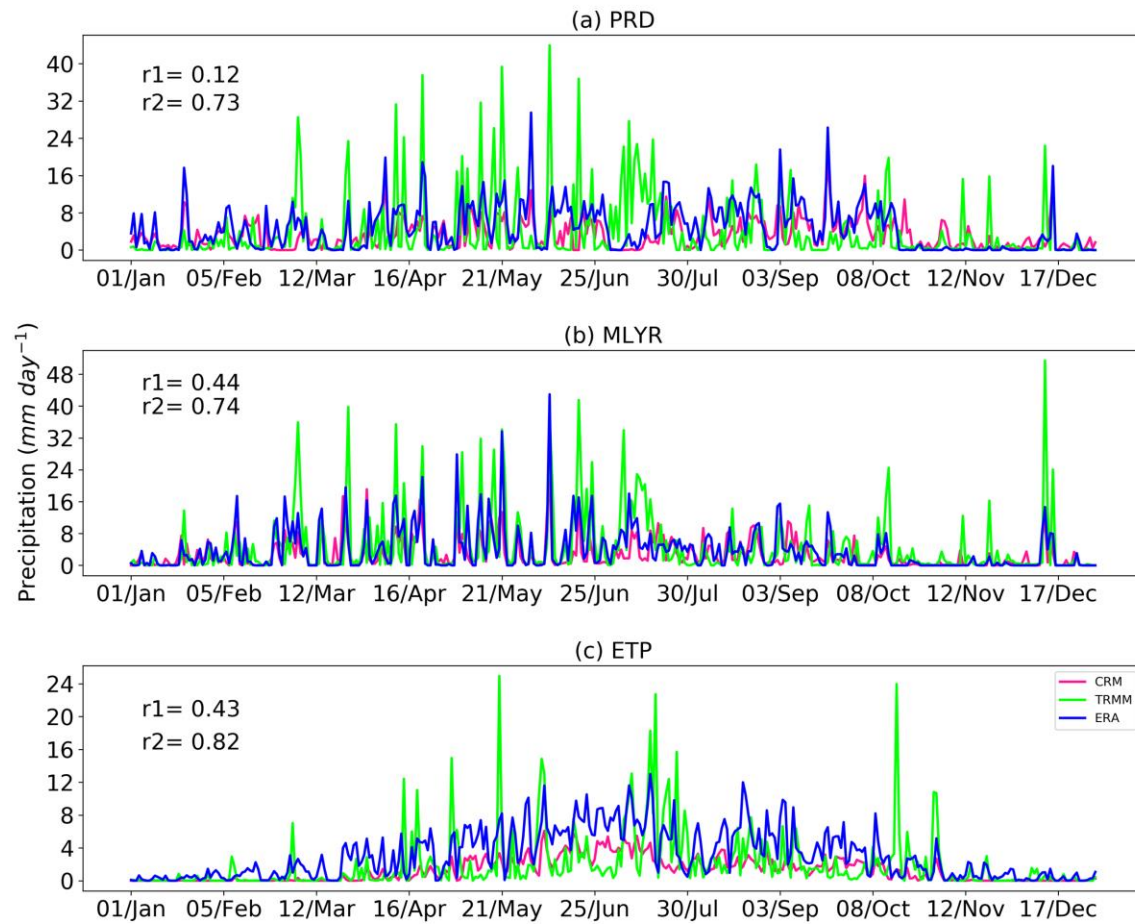 (a) PRD
r1= 0.12
r2= 0.73
40
32
24
16
8
0
01/Jan 05/Feb 12/Mar 16/Apr 21/May 25/Jun 30/Jul 03/Sep 08/Oct 12/Nov 17/Dec
(b) MLYR
r1= 0.44
r2= 0.74
Precipitation (mm day⁻¹)
48
40
32
24
16
8
0
01/Jan 05/Feb 12/Mar 16/Apr 21/May 25/Jun 30/Jul 03/Sep 08/Oct 12/Nov 17/Dec
(c) ETP
r1= 0.43
r2= 0.82
CRM
TRMM
ERA
24
20
16
12
8
4
0
01/Jan 05/Feb 12/Mar 16/Apr 21/May 25/Jun 30/Jul 03/Sep 08/Oct 12/Nov 17/Dec